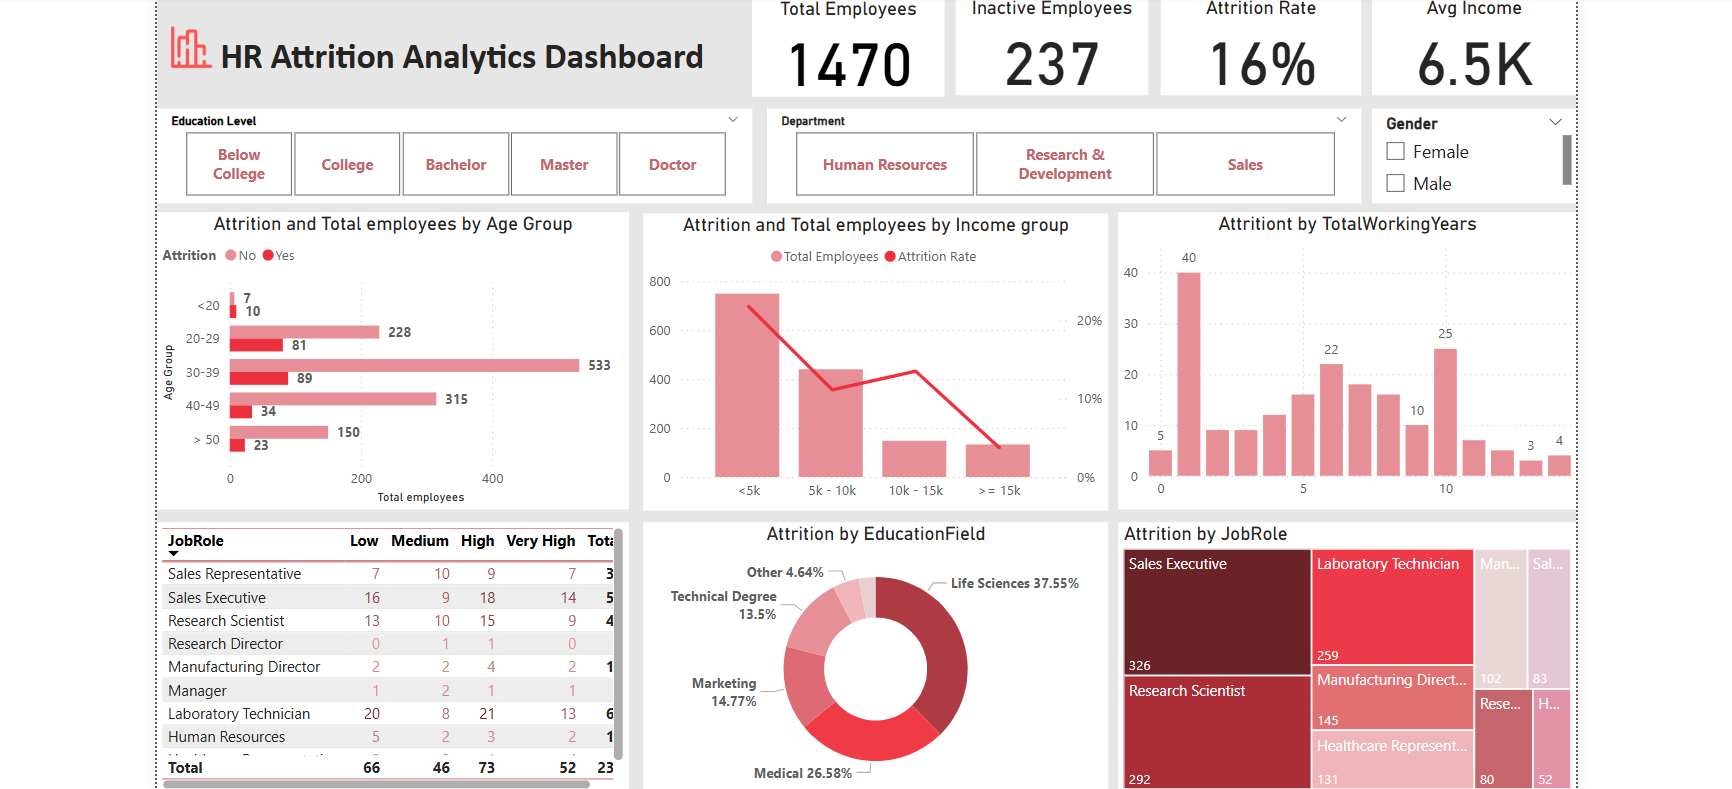 HR Attrition Analytics Dashboard
Total Employees
1470
Inactive Employees
237
Attrition Rate
16%
Avg Income
6.5K
Education Level
Below
College
College
Bachelor
Master
Doctor
Department
Human Resources
Research &
Development
Sales
Gender
Female
Male
Attrition and Total employees by Age Group
Attrition No Yes
Age Group
<20
7
10
20-29
228
81
30-39
533
89
40-49
315
34
> 50
150
23
0 200 400
Total employees
Attrition and Total employees by Income group
Total Employees Attrition Rate
800
600
400
200
0
20%
10%
0%
<5k 5k - 10k 10k - 15k >= 15k
Attritiont by TotalWorkingYears
40
30
20
10
0
5
40
22
10
25
3
4
0 5 10
JobRole Low Medium High Very High Tota
Sales Representative 7 10 9 7 3
Sales Executive 16 9 18 14 5
Research Scientist 13 10 15 9 4
Research Director 0 1 1 0
Manufacturing Director 2 2 4 2 1
Manager 1 2 1 1
Laboratory Technician 20 8 21 13 6
Human Resources 5 2 3 2 1
Total 66 46 73 52 23
Attrition by EducationField
Other 4.64%
Life Sciences 37.55%
Technical Degree
13.5%
Marketing
14.77%
Medical 26.58%
Attrition by JobRole
Sales Executive
326
Research Scientist
292
Laboratory Technician
259
Manufacturing Direct...
145
Healthcare Represent...
131
Man...
102
Sal...
83
Rese...
80
H...
52